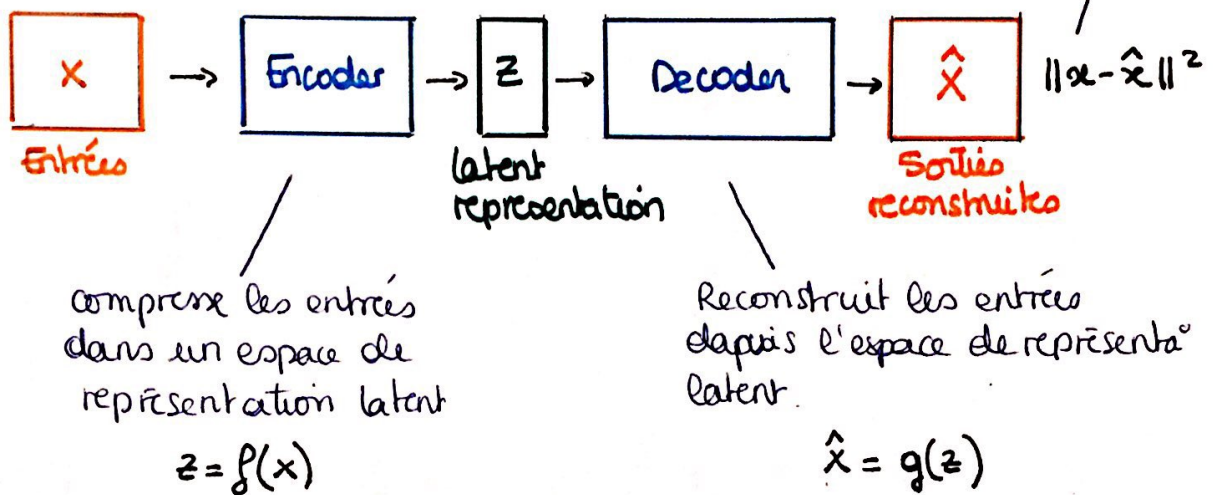 X → Encoder → Z → Decoder → X̂ ||x-x̂||²
Entrées
latent
representation
Sorties
reconstruites
compresse les entrées
dans un espace de
représentation latent
z = f(x)
Reconstruit les entrées
depuis l'espace de représenta°
latent.
X̂ = g(z)